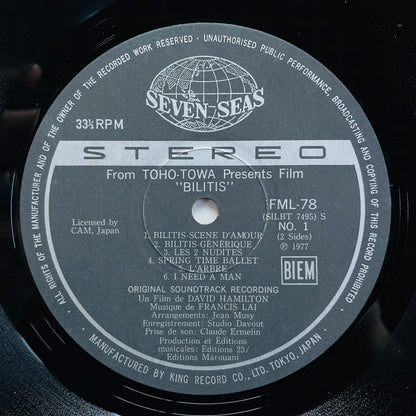 ALL RIGHTS OF THE MANUFACTURER AND OF THE OWNER OF THE RECORDED WORK RESERVED · UNAUTHORISED PUBLIC PERFORMANCE, BROADCASTING AND COPYING OF THIS RECORD PROHIBITED
SEVEN SEAS
33⅓RPM
STEREO
From TOHO-TOWA Presents Film
"BILITIS"
FML-78
(SILBT 7495) S
NO. 1
(2 Sides)
℗ 1977
Licensed by
CAM, Japan
1. BILITIS-SCENE D'AMOUR
2. BILITIS-GÉNÉRIQUE
3. LES 2 NUDITES
4. SPRING TIME BALLET
5. L'ARBRE
6. I NEED A MAN
BIEM
ORIGINAL SOUNDTRACK RECORDING
Un Film de DAVID HAMILTON
Musique de FRANCIS LAI
Arrangements: Jean Musy
Enregistrement: Studio Davout
Prise de son: Claude Ermelin
Production et Editions
musicales: Editions 23/
Editions Marouani
MANUFACTURED BY KING RECORD CO., LTD. TOKYO, JAPAN